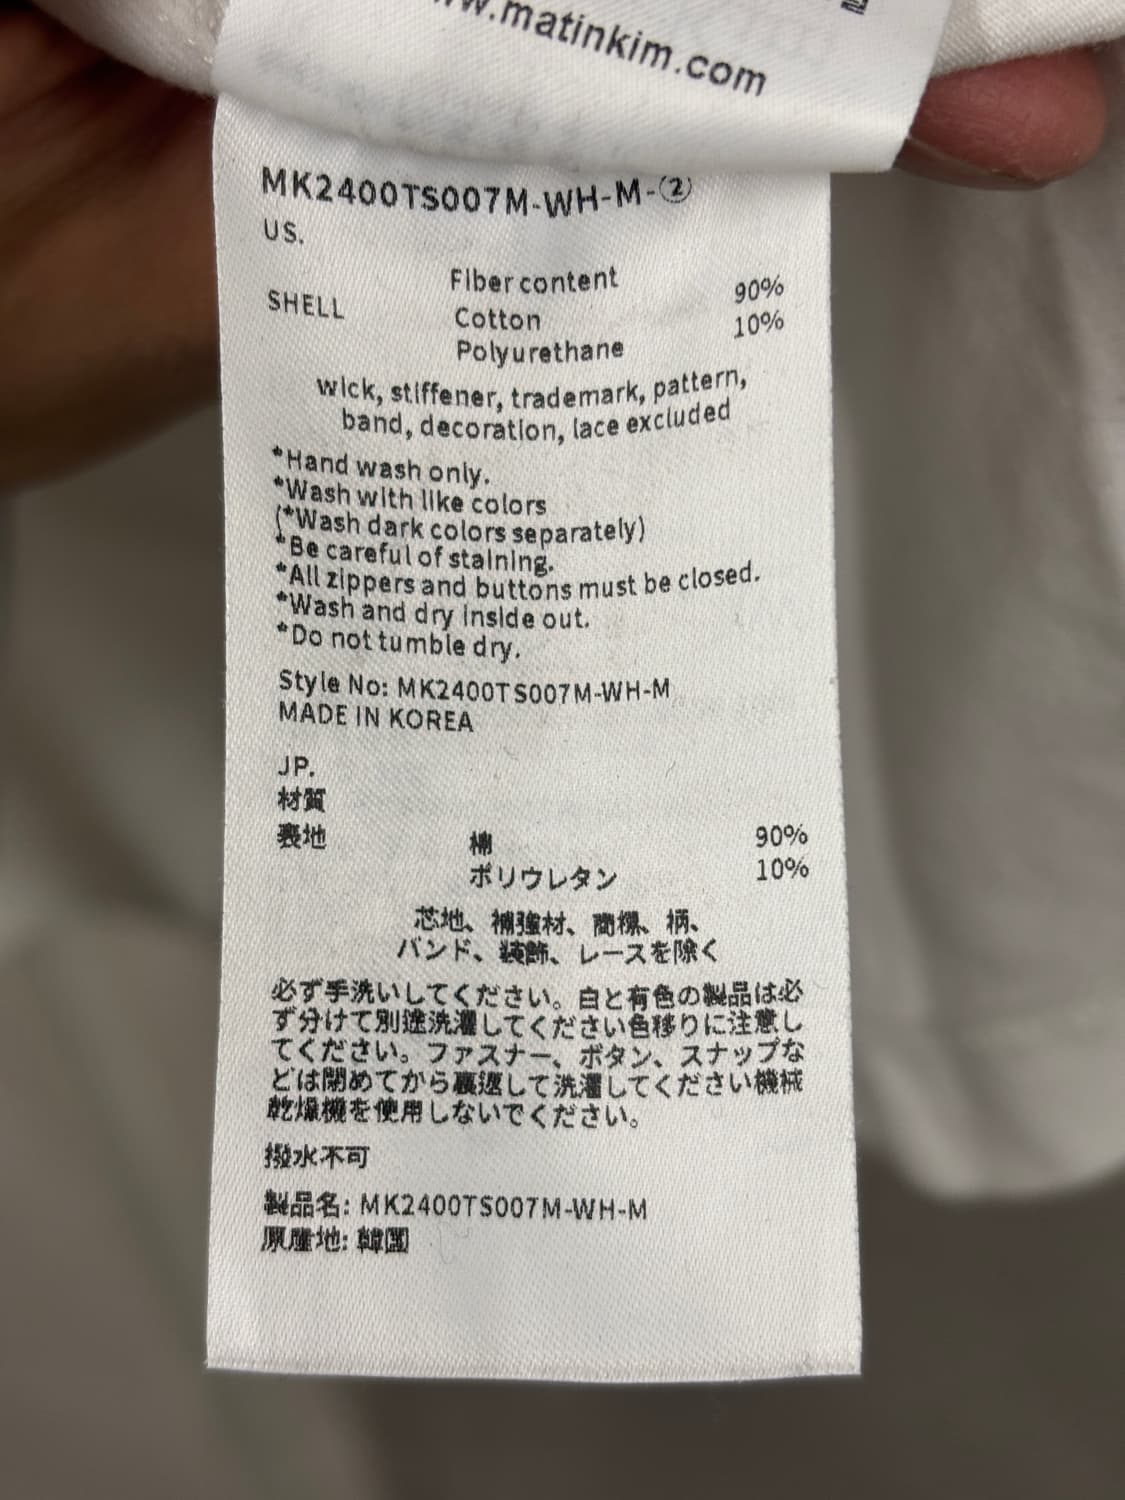 w.matinkim.com
MK2400TS007M-WH-M-②
US.
Fiber content
SHELL Cotton 90%
Polyurethane 10%
wick, stiffener, trademark, pattern,
band, decoration, lace excluded
*Hand wash only.
*Wash with like colors
(*Wash dark colors separately)
*Be careful of staining.
*All zippers and buttons must be closed.
*Wash and dry inside out.
*Do not tumble dry.
Style No: MK2400TS007M-WH-M
MADE IN KOREA
JP.
材質
表地 棉 90%
ポリウレタン 10%
芯地、補強材、商標、柄、
バンド、装飾、レースを除く
必ず手洗いしてください。白と有色の製品は必
ず分けて別途洗濯してください色移りに注意し
てください。ファスナー、ボタン、スナップな
どは閉めてから裏返して洗濯してください機械
乾燥機を使用しないでください。
撥水不可
製品名: MK2400TS007M-WH-M
原産地: 韓国